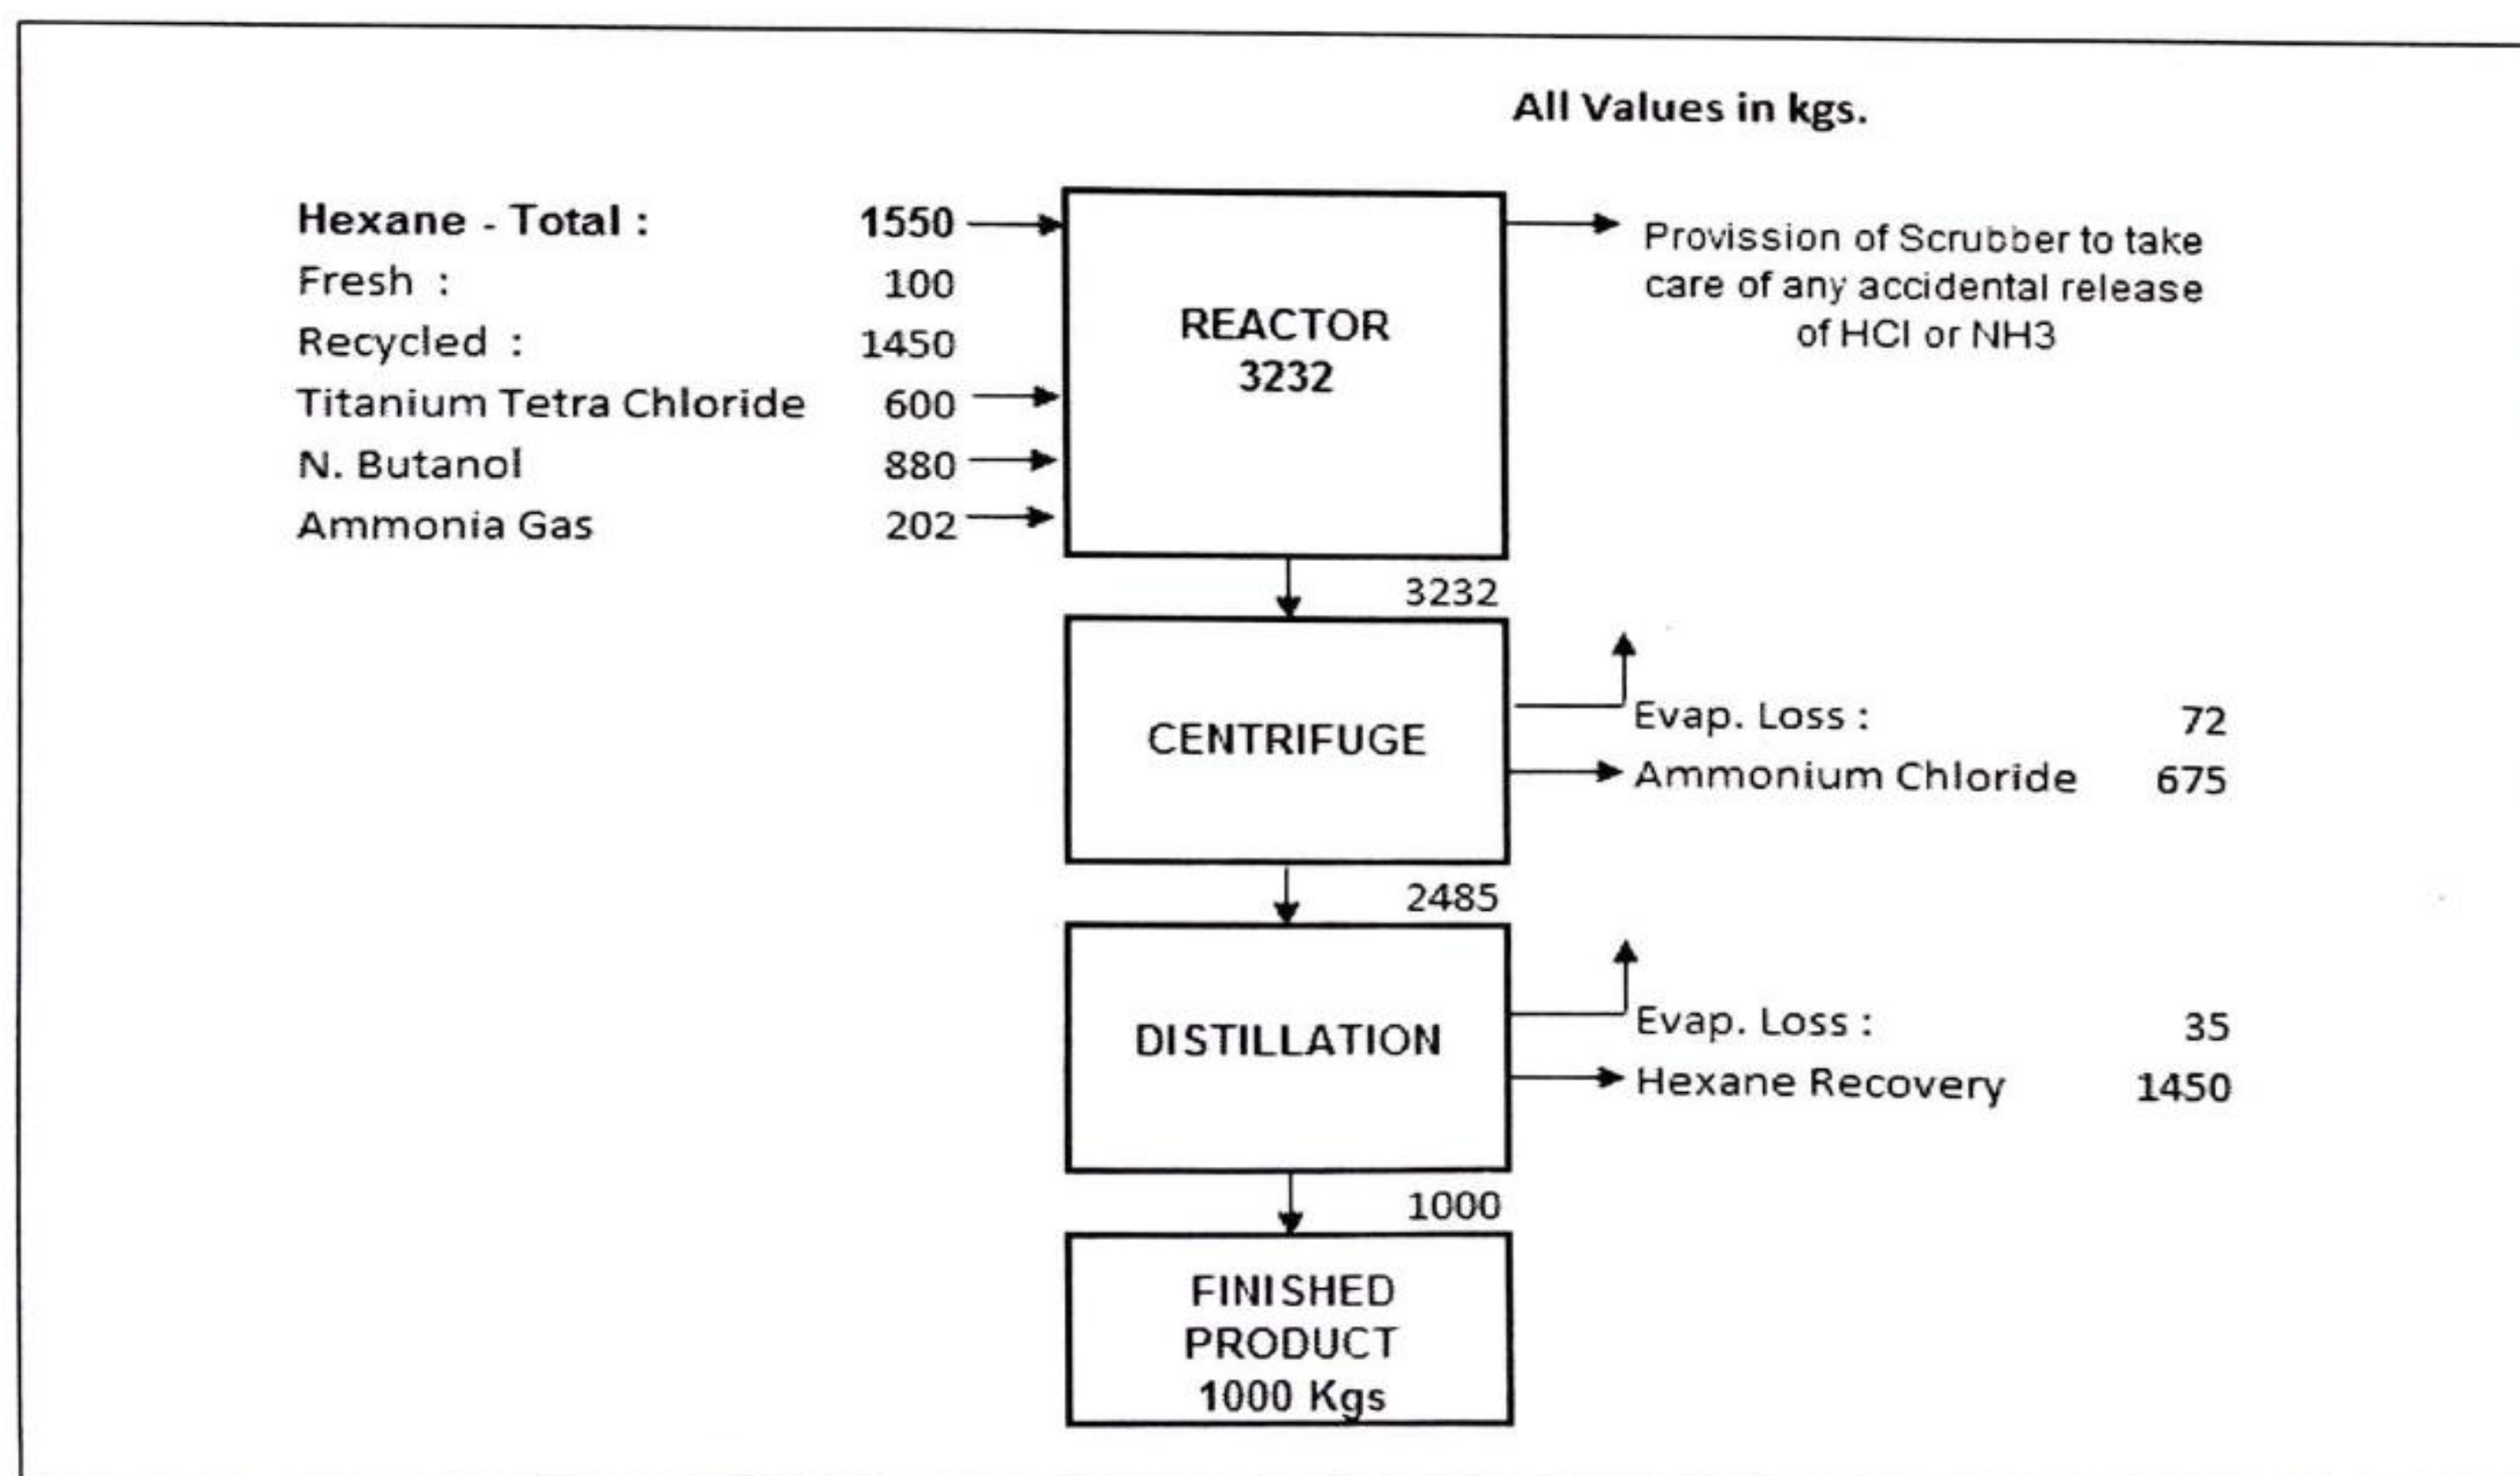 All Values in kgs.
Hexane - Total : 1550
Fresh : 100
Recycled : 1450
Titanium Tetra Chloride 600
N. Butanol 880
Ammonia Gas 202
REACTOR
3232
Provission of Scrubber to take
care of any accidental release
of HCl or NH3
3232
CENTRIFUGE
Evap. Loss : 72
Ammonium Chloride 675
2485
DISTILLATION
Evap. Loss : 35
Hexane Recovery 1450
1000
FINISHED
PRODUCT
1000 Kgs